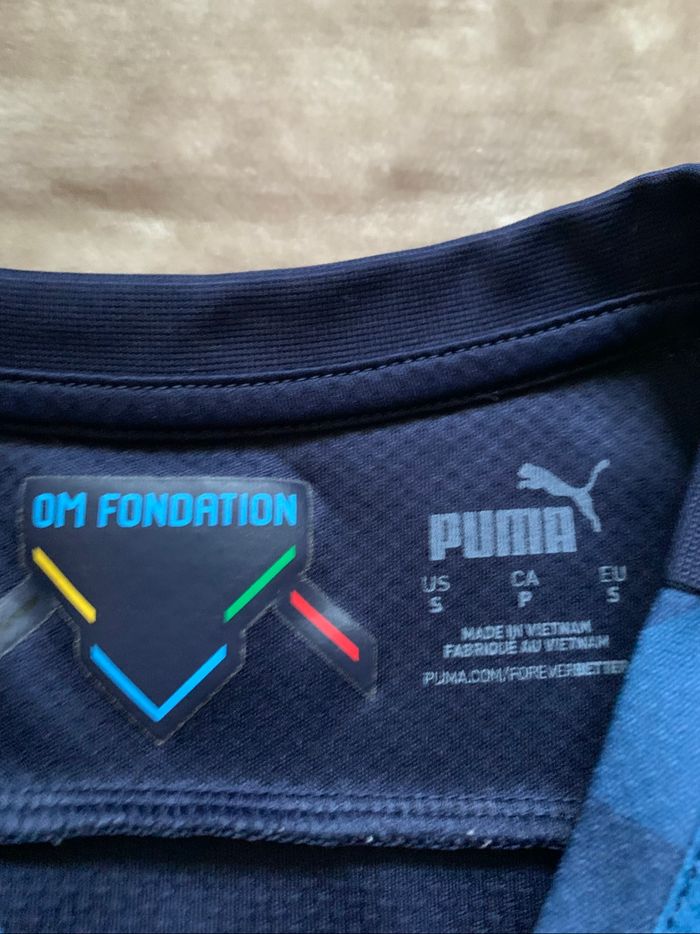 OM FONDATION
PUMA
US CA EU
S P S
MADE IN VIETNAM
FABRIQUÉ AU VIETNAM
PUMA.COM/FOREVERBETTER